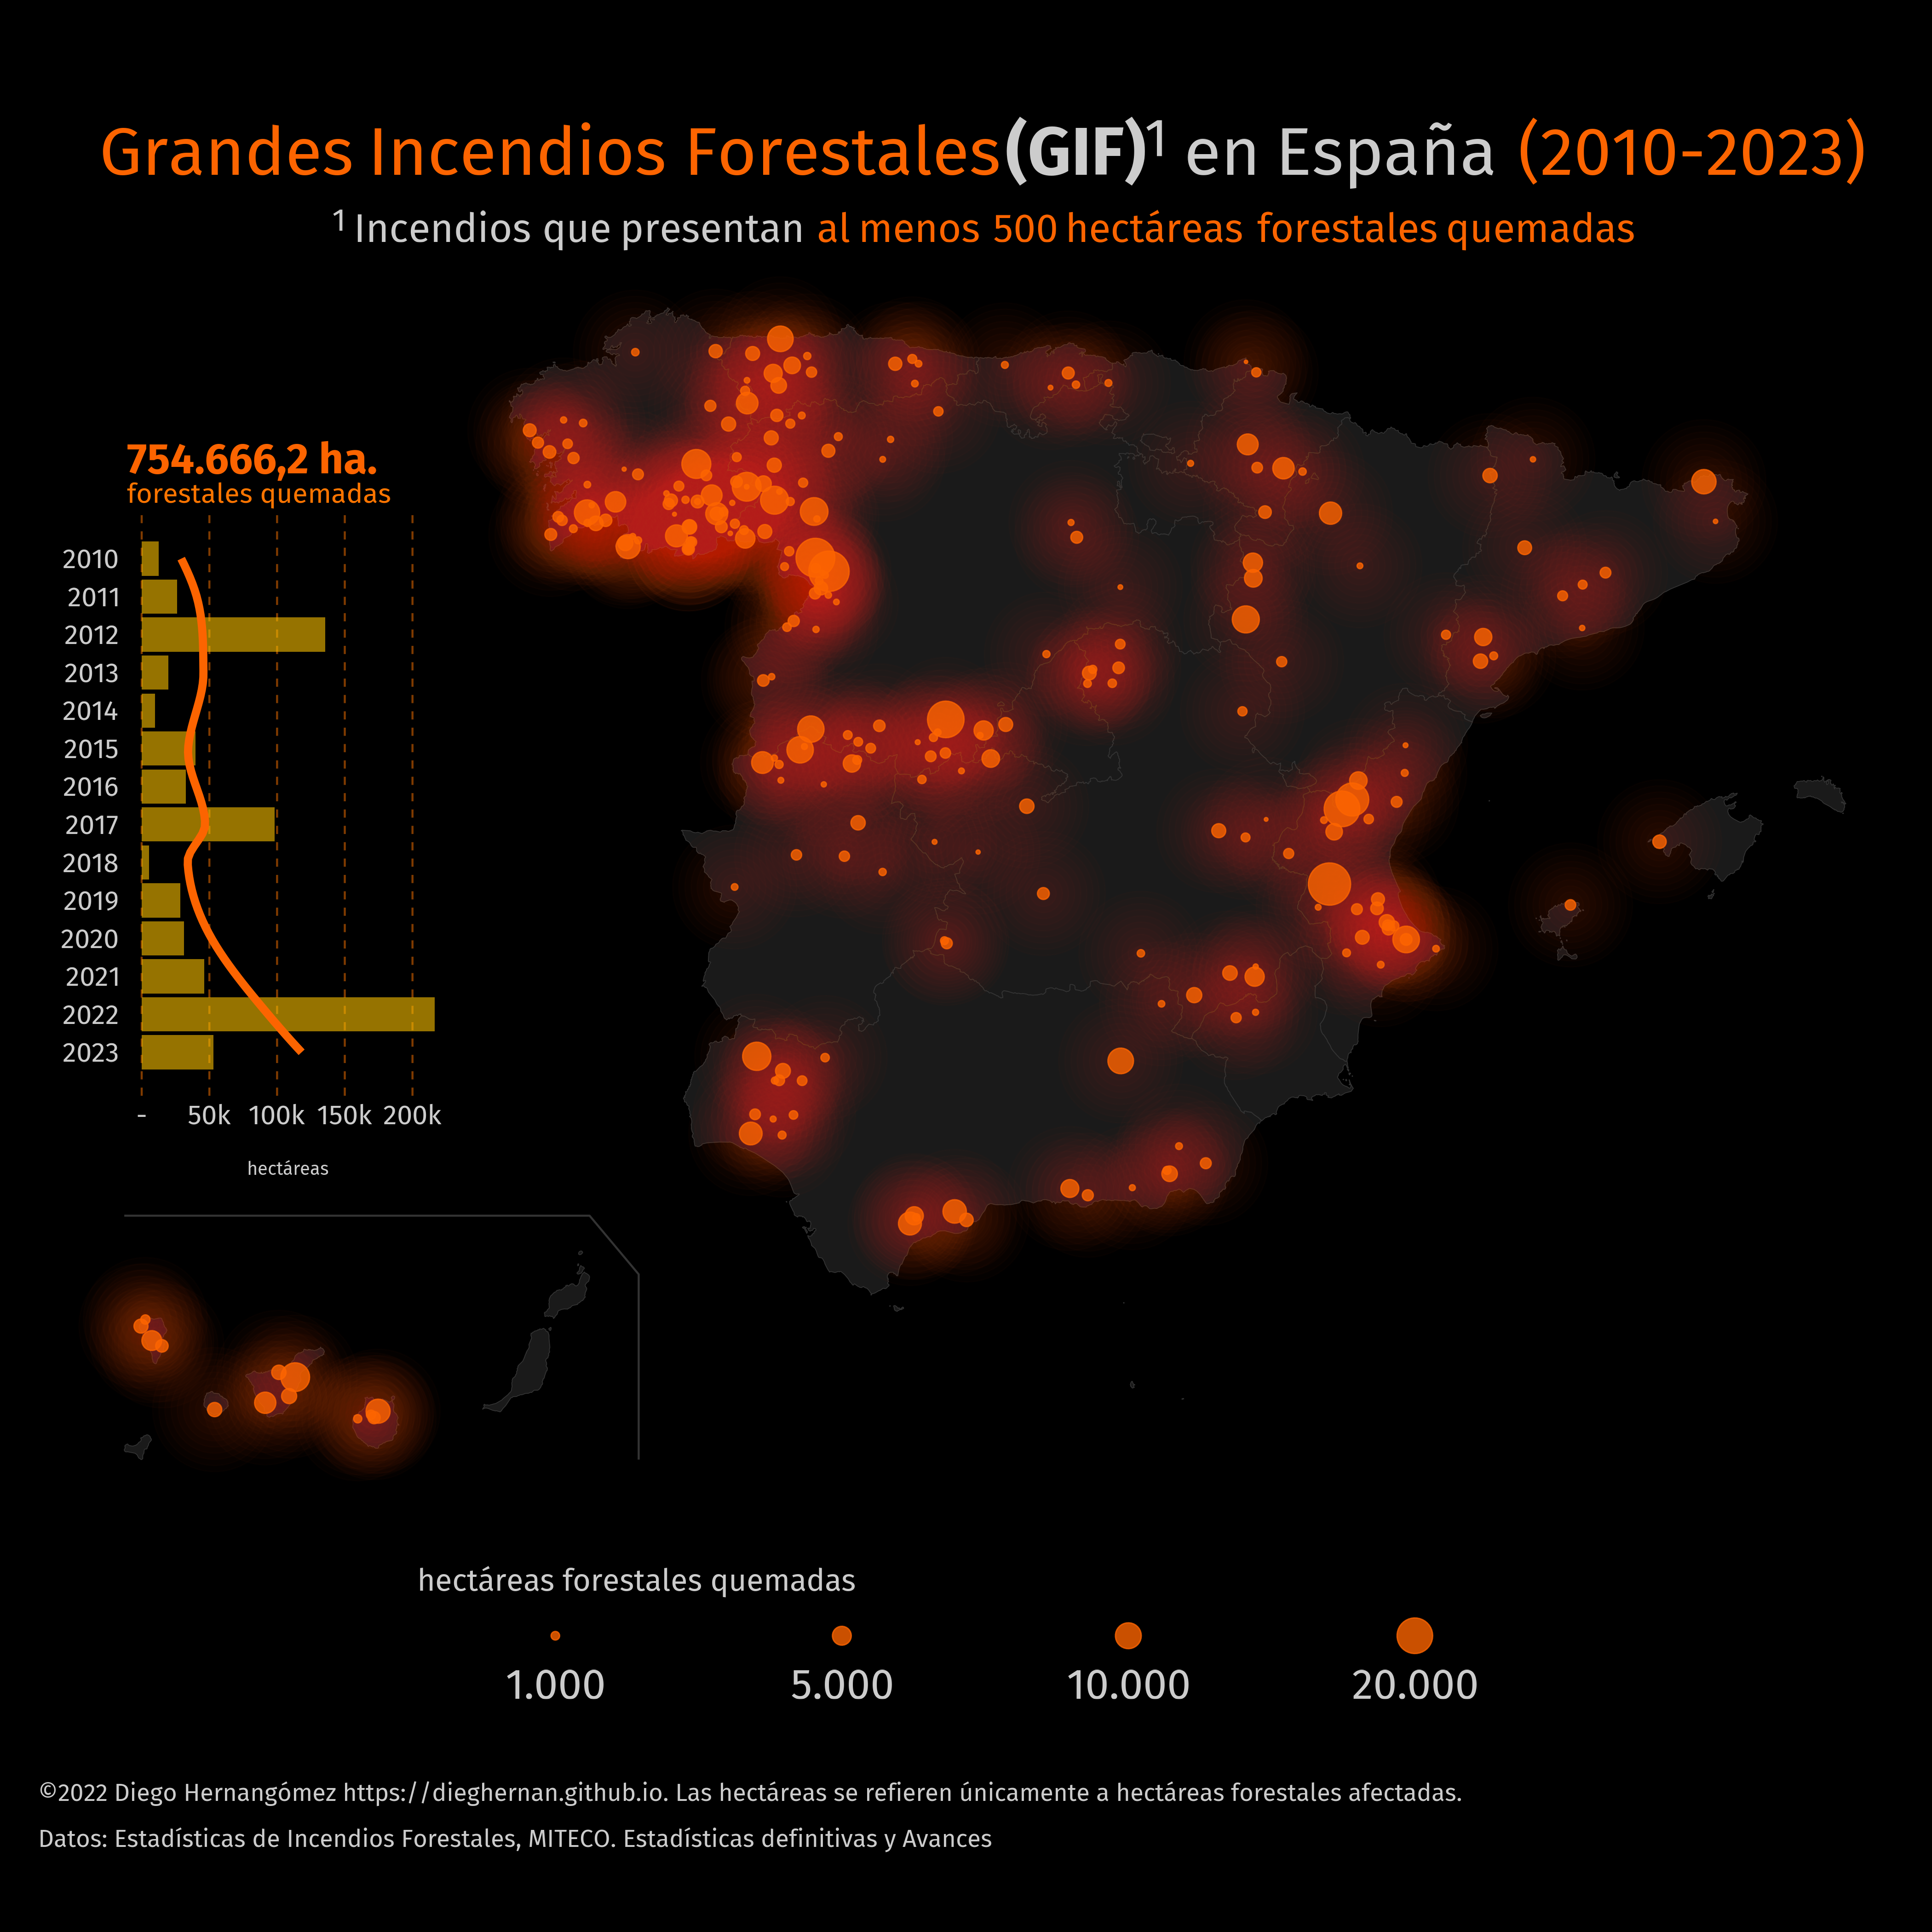 Grandes Incendios Forestales(GIF)¹ en España (2010-2023)
¹ Incendios que presentan al menos 500 hectáreas forestales quemadas
754.666,2 ha.
forestales quemadas
2010
2011
2012
2013
2014
2015
2016
2017
2018
2019
2020
2021
2022
2023
- 50k 100k 150k 200k
hectáreas
hectáreas forestales quemadas
1.000 5.000 10.000 20.000
©2022 Diego Hernangómez https://dieghernan.github.io. Las hectáreas se refieren únicamente a hectáreas forestales afectadas.
Datos: Estadísticas de Incendios Forestales, MITECO. Estadísticas definitivas y Avances